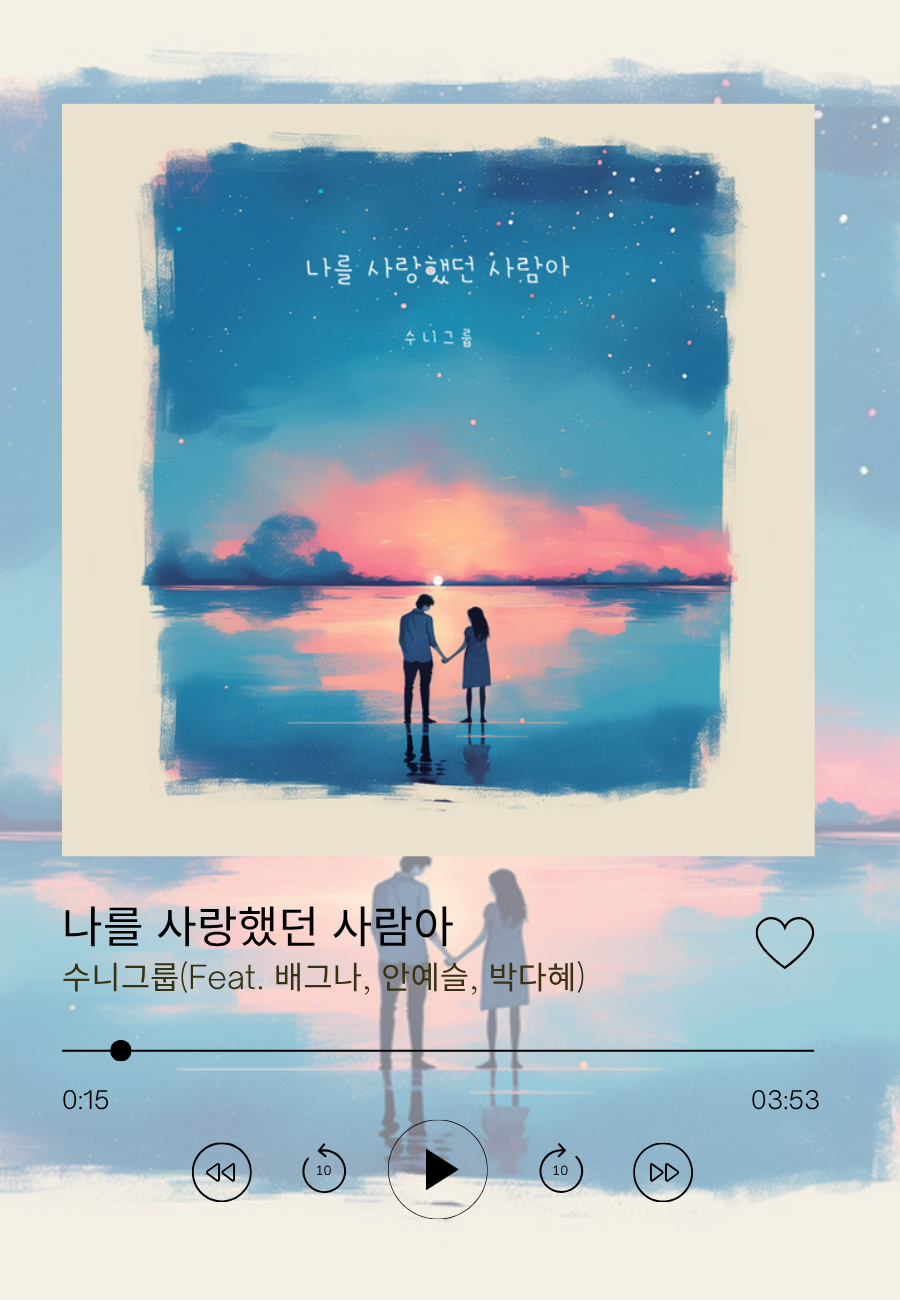 나를 사랑했던 사람아
수니그룹
나를 사랑했던 사람아
수니그룹(Feat. 배그나, 안예슬, 박다혜)
0:15 03:53
10 10